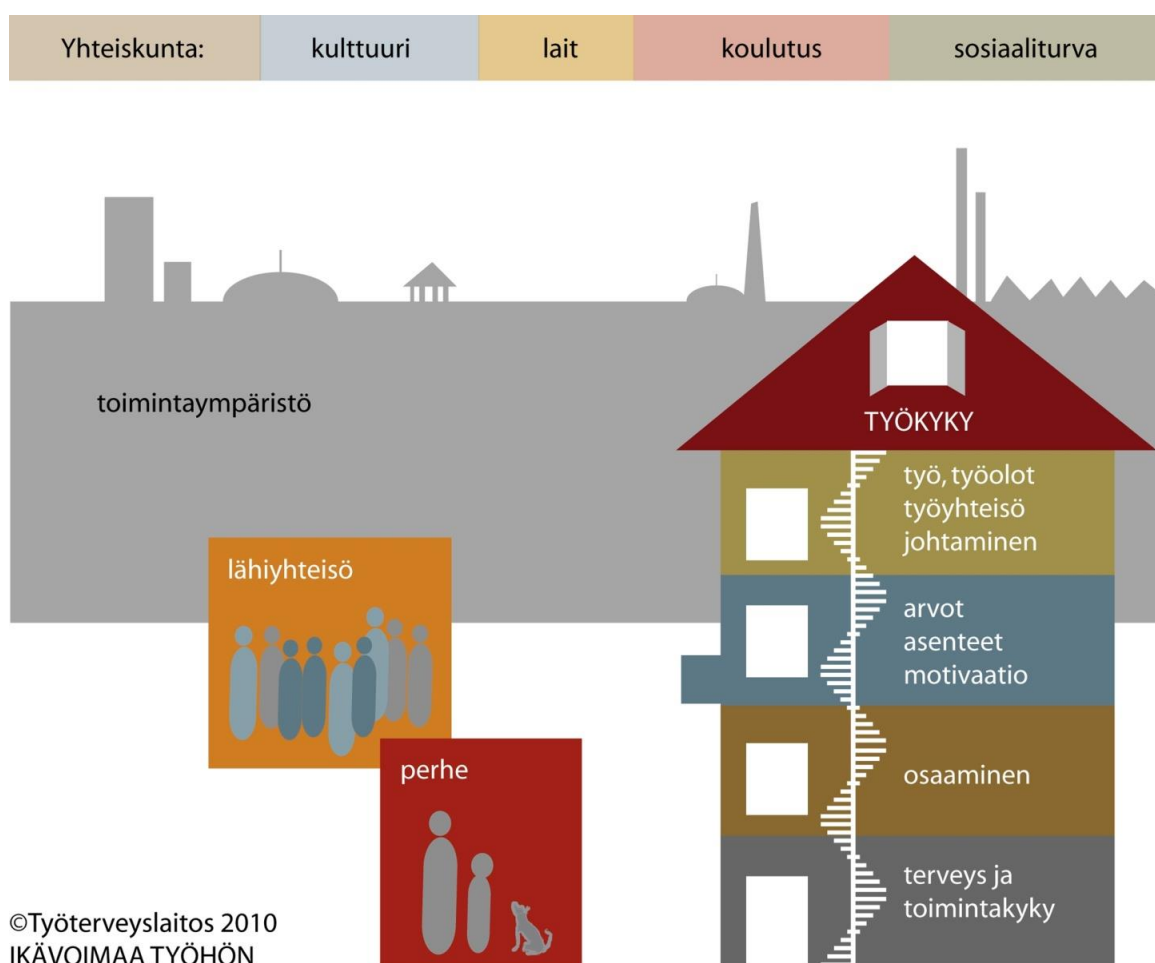 Yhteiskunta: kulttuuri lait koulutus sosiaaliturva
toimintaympäristö
TYÖKYKY
työ, työolot
työyhteisö
johtaminen
lähiyhteisö
arvot
asenteet
motivaatio
perhe
osaaminen
terveys ja
toimintakyky
©Työterveyslaitos 2010
IKÄVOIMAA TYÖHÖN